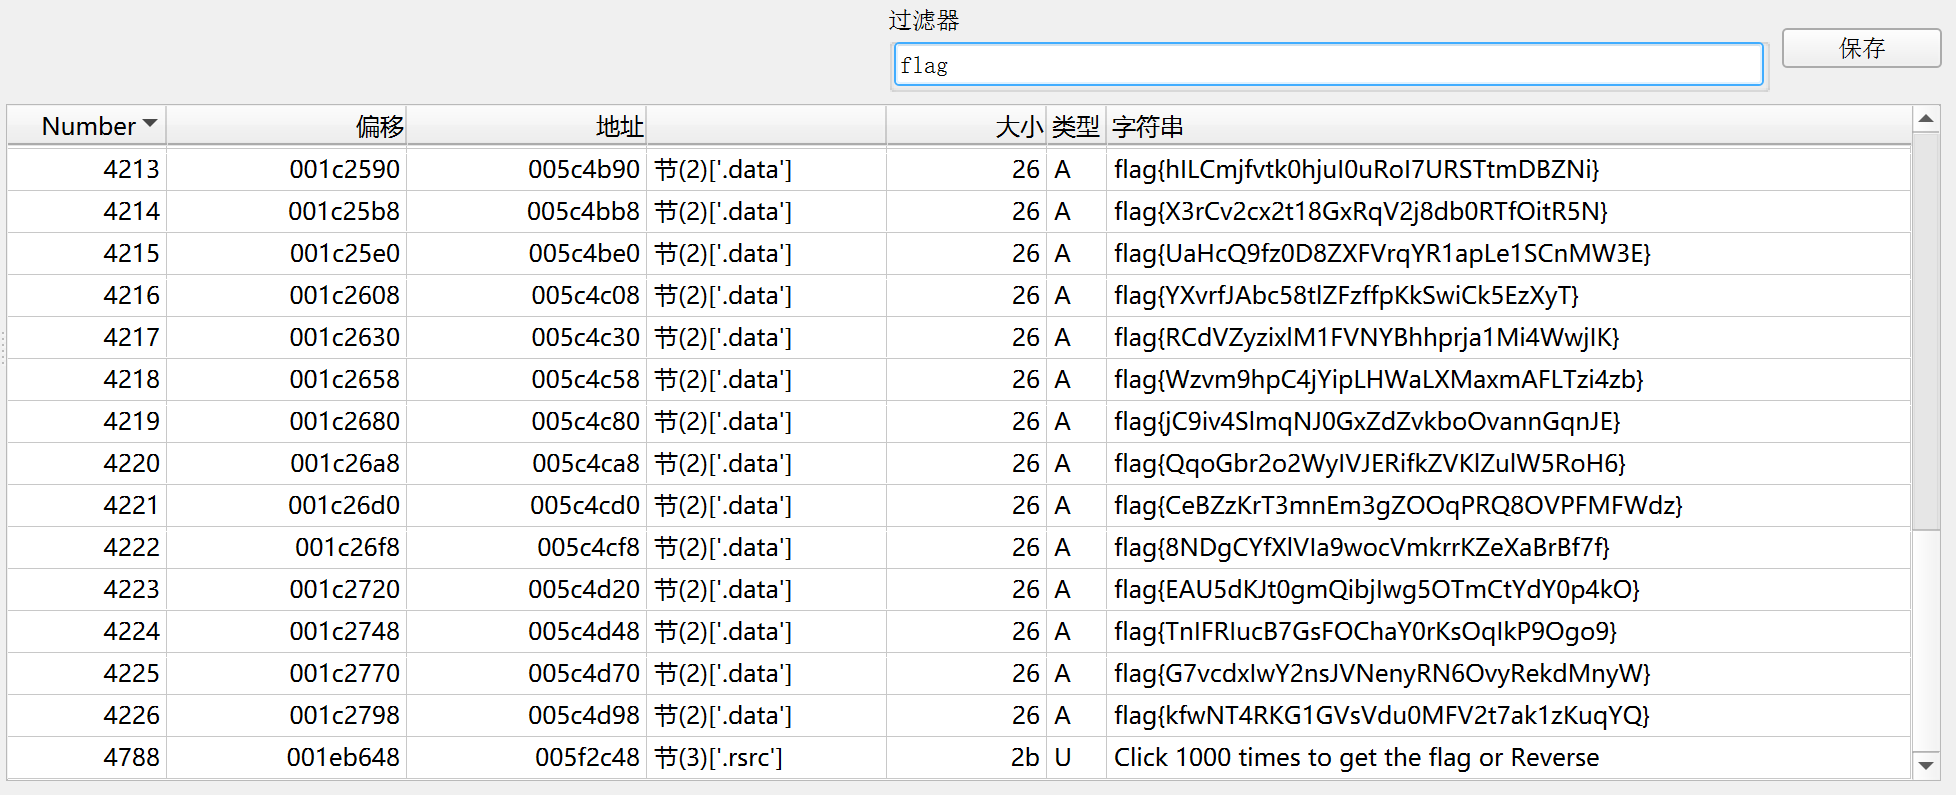 过滤器
flag
保存
Number 偏移 地址 大小 类型 字符串
4213 001c2590 005c4b90 节(2)['.data'] 26 A flag{hILCmjfvtk0hjuI0uRoI7URSTtmDBZNi}
4214 001c25b8 005c4bb8 节(2)['.data'] 26 A flag{X3rCv2cx2t18GxRqV2j8db0RTfOitR5N}
4215 001c25e0 005c4be0 节(2)['.data'] 26 A flag{UaHcQ9fz0D8ZXFVrqYR1apLe1SCnMW3E}
4216 001c2608 005c4c08 节(2)['.data'] 26 A flag{YXvrfJAbc58tlZFzffpKkSwiCk5EzXyT}
4217 001c2630 005c4c30 节(2)['.data'] 26 A flag{RCdVZyzixlM1FVNYBhhprja1Mi4WwjIK}
4218 001c2658 005c4c58 节(2)['.data'] 26 A flag{Wzvm9hpC4jYipLHWaLXMaxmAFLTzi4zb}
4219 001c2680 005c4c80 节(2)['.data'] 26 A flag{jC9iv4SlmqNJ0GxZdZvkboOvannGqnJE}
4220 001c26a8 005c4ca8 节(2)['.data'] 26 A flag{QqoGbr2o2WyIVJERifkZVKlZulW5RoH6}
4221 001c26d0 005c4cd0 节(2)['.data'] 26 A flag{CeBZzKrT3mnEm3gZOOqPRQ8OVPFMFWdz}
4222 001c26f8 005c4cf8 节(2)['.data'] 26 A flag{8NDgCYfXlVIa9wocVmkrrKZeXaBrBf7f}
4223 001c2720 005c4d20 节(2)['.data'] 26 A flag{EAU5dKJt0gmQibjIwg5OTmCtYdY0p4kO}
4224 001c2748 005c4d48 节(2)['.data'] 26 A flag{TnIFRIucB7GsFOChaY0rKsOqIkP9Ogo9}
4225 001c2770 005c4d70 节(2)['.data'] 26 A flag{G7vcdxIwY2nsJVNenyRN6OvyRekdMnyW}
4226 001c2798 005c4d98 节(2)['.data'] 26 A flag{kfwNT4RKG1GVsVdu0MFV2t7ak1zKuqYQ}
4788 001eb648 005f2c48 节(3)['.rsrc'] 2b U Click 1000 times to get the flag or Reverse